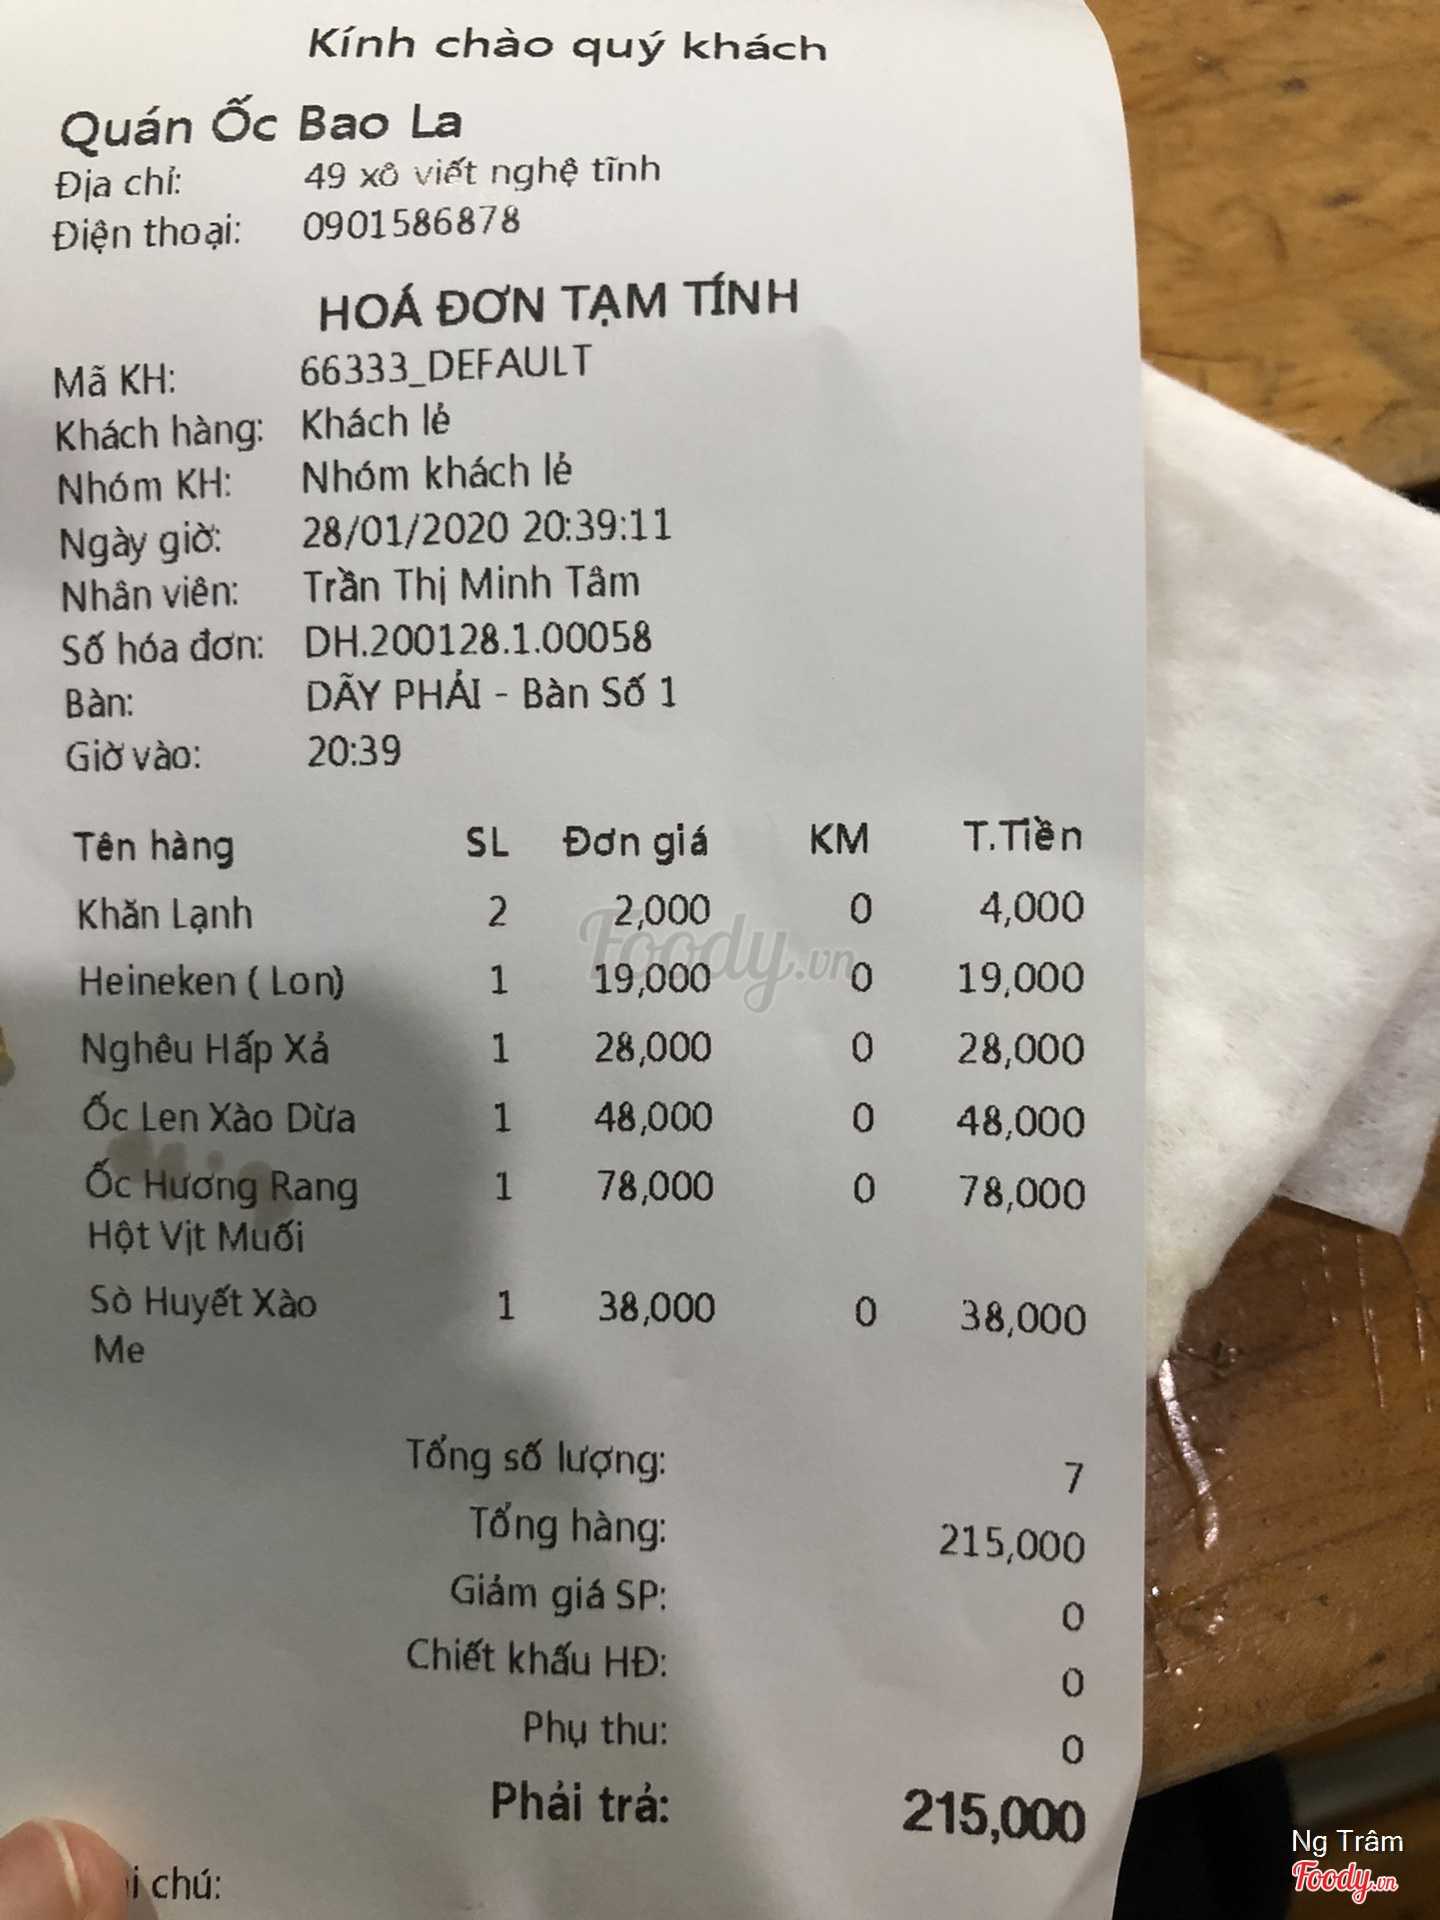 Kính chào quý khách
Quán Ốc Bao La
Địa chỉ: 49 xô viết nghệ tĩnh
Điện thoại: 0901586878
HOÁ ĐƠN TẠM TÍNH
Mã KH: 66333_DEFAULT
Khách hàng: Khách lẻ
Nhóm KH: Nhóm khách lẻ
Ngày giờ: 28/01/2020 20:39:11
Nhân viên: Trần Thị Minh Tâm
Số hóa đơn: DH.200128.1.00058
Bàn: DÃY PHẢI - Bàn Số 1
Giờ vào: 20:39
Tên hàng SL Đơn giá KM T.Tiền
Khăn Lạnh 2 2,000 0 4,000
Foody.vn
Heineken ( Lon) 1 19,000 0 19,000
Nghêu Hấp Xả 1 28,000 0 28,000
Ốc Len Xào Dừa 1 48,000 0 48,000
Ốc Hương Rang 1 78,000 0 78,000
Hột Vịt Muối
Sò Huyết Xào 1 38,000 0 38,000
Me
Tổng số lượng: 7
Tổng hàng: 215,000
Giảm giá SP: 0
Chiết khấu HĐ: 0
Phụ thu: 0
Phải trả: 215,000
chú:
Ng Trâm
Foody.vn